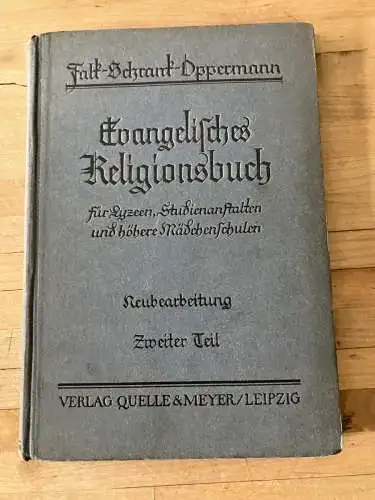 Falk-Schrank-Oppermann
Evangelisches
Religionsbuch
für Lyzeen, Studienanstalten
und höhere Mädchenschulen
Neubearbeitung
Zweiter Teil
VERLAG QUELLE & MEYER/LEIPZIG